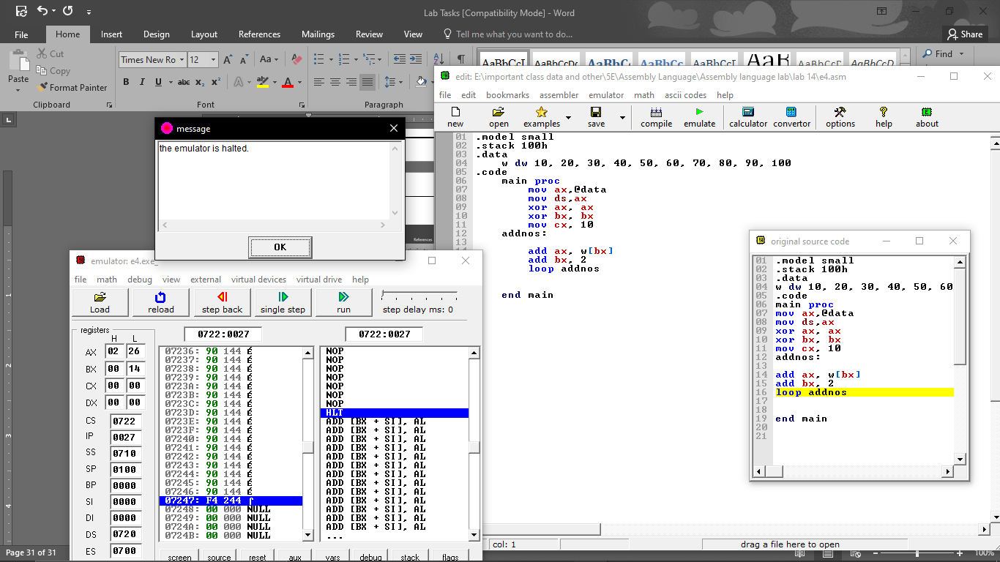 Lab Tasks [Compatibility Mode] - Word
File Home Insert Design Layout References Mailings Review View Tell me what you want to do... Share
Paste
Cut
Copy
Format Painter
Clipboard
Times New Ro 12 Aa
B I U abc x₂ x²
Font
Paragraph
Find
edit: E:\important class data and other\5E\Assembly Language\Assembly language lab\lab 14\e4.asm
file edit bookmarks assembler emulator math ascii codes help
new open examples save compile emulate calculator convertor options help about
01 .model small
02 .stack 100h
03 .data
04 w dw 10, 20, 30, 40, 50, 60, 70, 80, 90, 100
05 .code
06 main proc
07 mov ax,@data
08 mov ds,ax
09 xor ax, ax
10 xor bx, bx
11 mov cx, 10
12 addnos:
13
add ax, w[bx]
add bx, 2
loop addnos
end main
col: 1
drag a file here to open
message
the emulator is halted.
OK
References
emulator: e4.exe_
file math debug view external virtual devices virtual drive help
Load reload step back single step run step delay ms: 0
registers
H L
AX 02 26
BX 00 14
CX 00 00
DX 00 00
CS 0722
IP 0027
SS 0710
SP 0100
BP 0000
SI 0000
DI 0000
DS 0720
ES 0700
0722:0027
07236: 90 144 É
07237: 90 144 É
07238: 90 144 É
07239: 90 144 É
0723A: 90 144 É
0723B: 90 144 É
0723C: 90 144 É
0723D: 90 144 É
0723E: 90 144 É
0723F: 90 144 É
07240: 90 144 É
07241: 90 144 É
07242: 90 144 É
07243: 90 144 É
07244: 90 144 É
07245: 90 144 É
07246: 90 144 É
07247: F4 244 ⌠
07248: 00 000 NULL
07249: 00 000 NULL
0724A: 00 000 NULL
0724B: 00 000 NULL
0722:0027
NOP
NOP
NOP
NOP
NOP
NOP
NOP
HLT
ADD [BX + SI], AL
ADD [BX + SI], AL
ADD [BX + SI], AL
ADD [BX + SI], AL
ADD [BX + SI], AL
ADD [BX + SI], AL
ADD [BX + SI], AL
ADD [BX + SI], AL
ADD [BX + SI], AL
ADD [BX + SI], AL
ADD [BX + SI], AL
ADD [BX + SI], AL
ADD [BX + SI], AL
...
screen source reset aux vars debug stack flags
original source code
01 .model small
02 .stack 100h
03 .data
04 w dw 10, 20, 30, 40, 50, 60
05 .code
06 main proc
07 mov ax,@data
08 mov ds,ax
09 xor ax, ax
10 xor bx, bx
11 mov cx, 10
12 addnos:
13
14 add ax, w[bx]
15 add bx, 2
16 loop addnos
17
18
19 end main
20
21
Page 31 of 31
100%